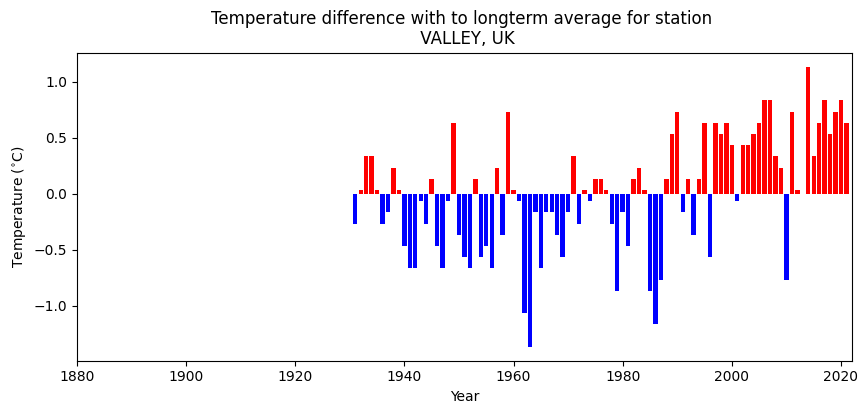 Temperature difference with to longterm average for station
VALLEY, UK
1.0
0.5
0.0
−0.5
−1.0
Temperature (°C)
1880 1900 1920 1940 1960 1980 2000 2020
Year